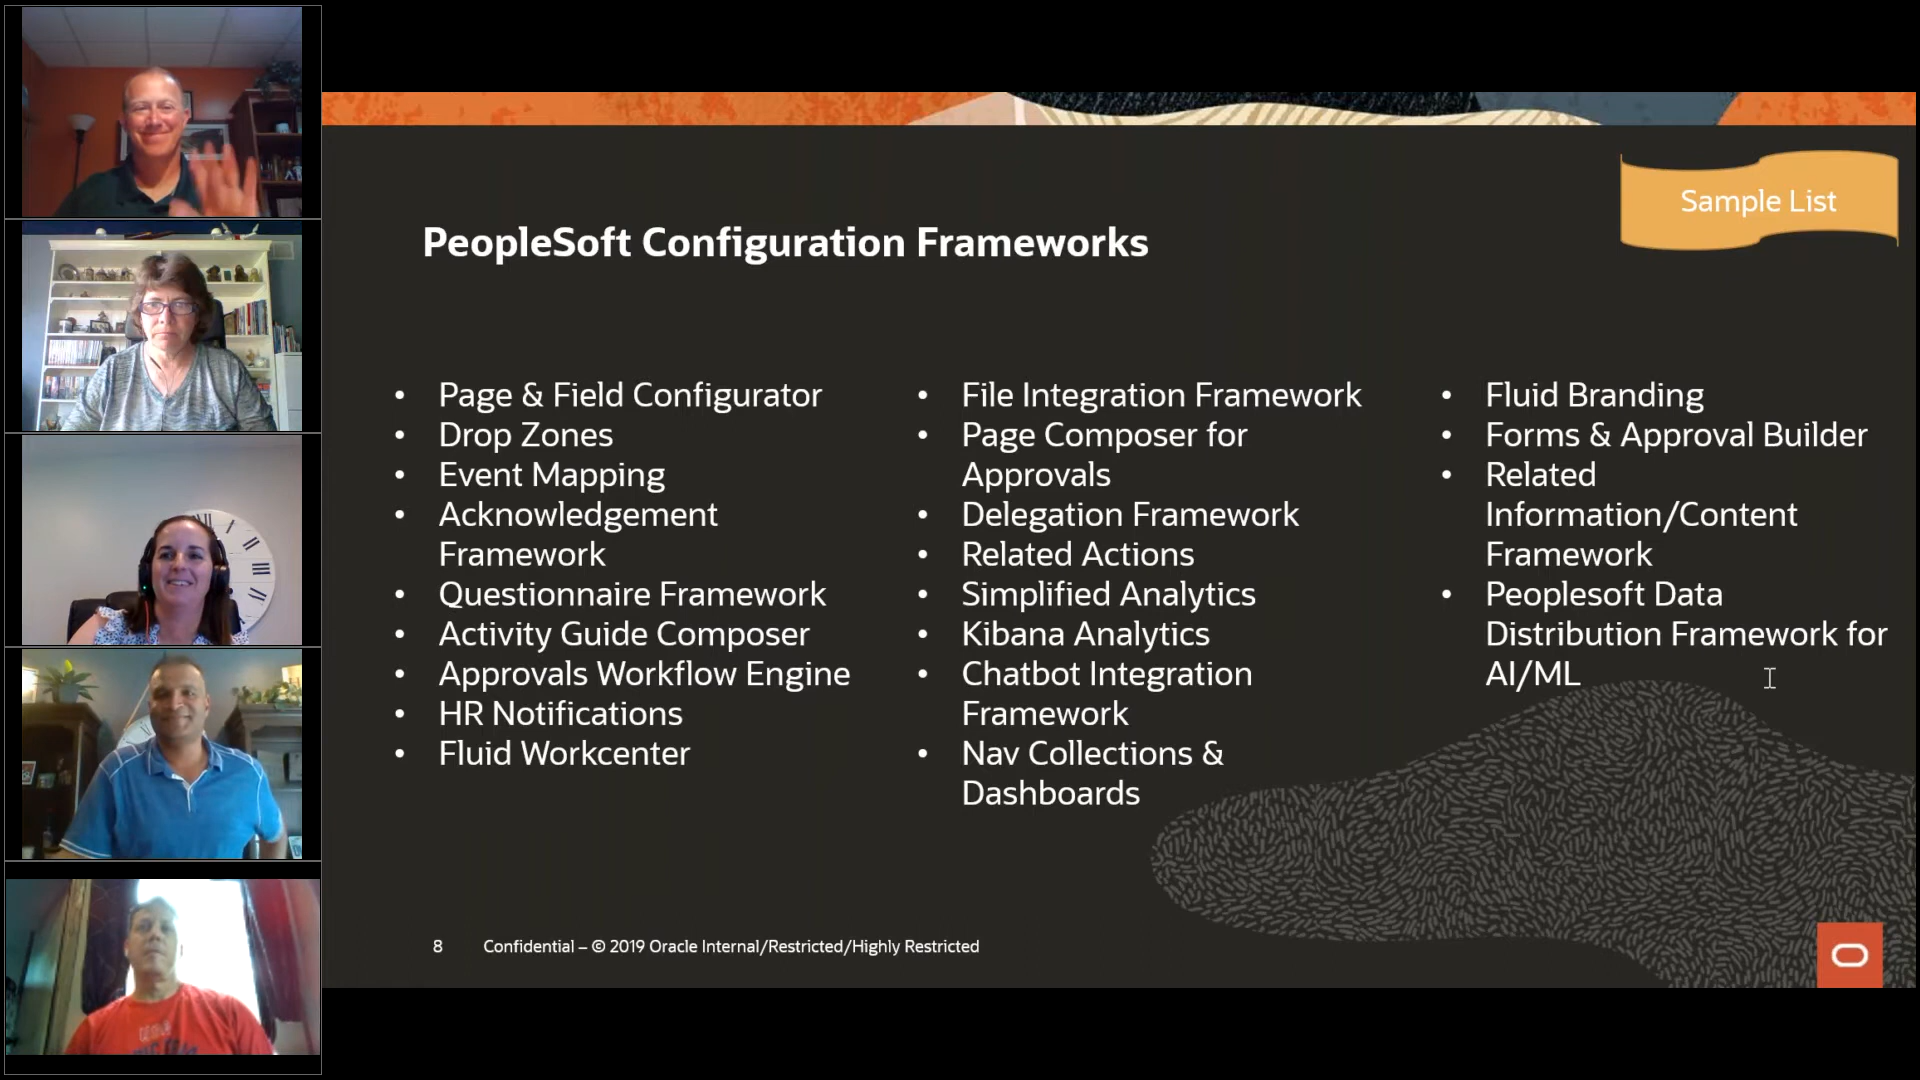 Sample List
PeopleSoft Configuration Frameworks
• Page & Field Configurator
• Drop Zones
• Event Mapping
• Acknowledgement
Framework
• Questionnaire Framework
• Activity Guide Composer
• Approvals Workflow Engine
• HR Notifications
• Fluid Workcenter
• File Integration Framework
• Page Composer for
Approvals
• Delegation Framework
• Related Actions
• Simplified Analytics
• Kibana Analytics
• Chatbot Integration
Framework
• Nav Collections &
Dashboards
• Fluid Branding
• Forms & Approval Builder
• Related
Information/Content
Framework
• Peoplesoft Data
Distribution Framework for
AI/ML
8 Confidential – © 2019 Oracle Internal/Restricted/Highly Restricted